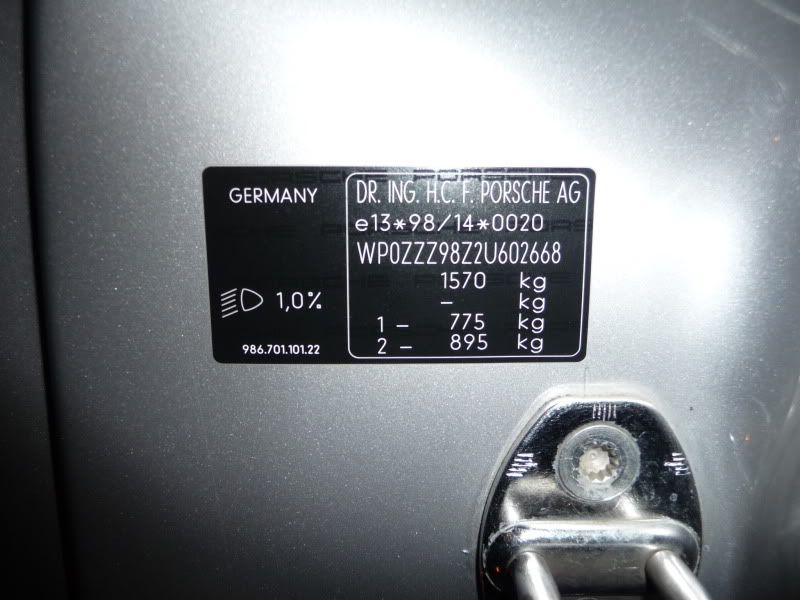 GERMANY
1,0%
986.701.101.22
DR. ING. H.C. F. PORSCHE AG
e13*98/14*0020
WP0ZZZ98Z2U602668
1570 kg
– kg
1 – 775 kg
2 – 895 kg